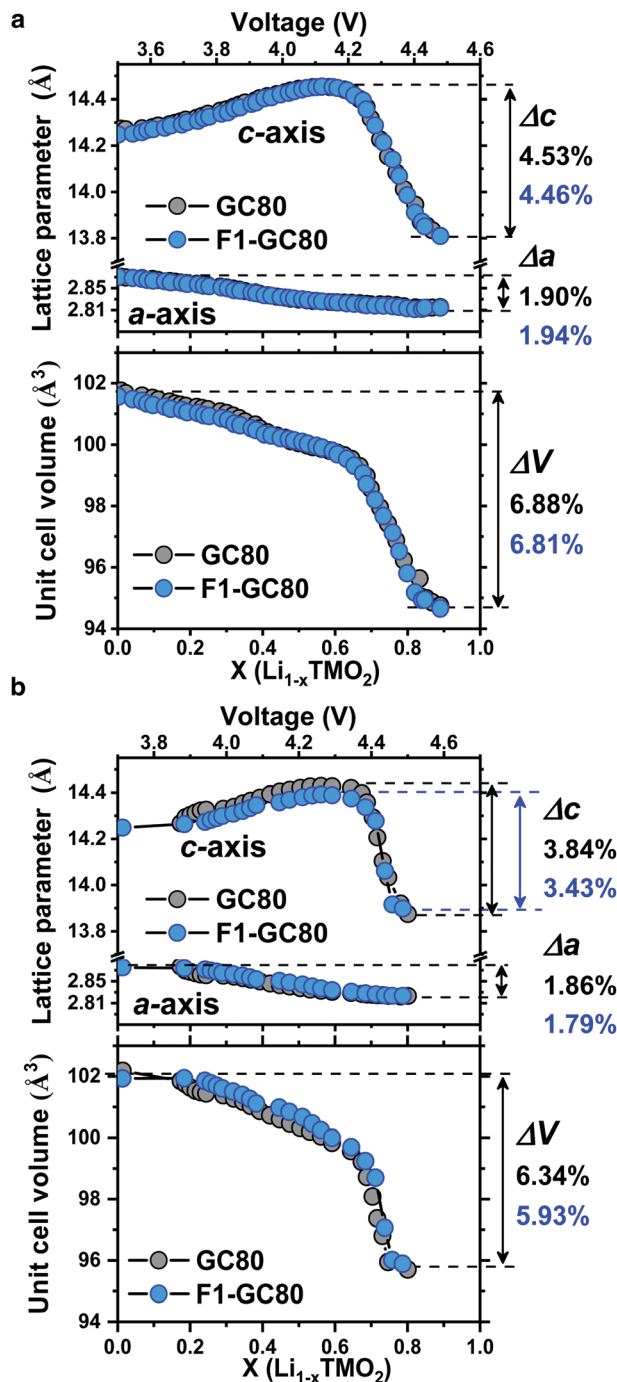 a
Voltage (V)
3.6 3.8 4.0 4.2 4.4 4.6
Lattice parameter (Å)
14.4
14.2
14.0
13.8
2.85
2.81
c-axis
GC80
F1-GC80
a-axis
Δc
4.53%
4.46%
Δa
1.90%
1.94%
Unit cell volume (Å³)
102
100
98
96
94
GC80
F1-GC80
ΔV
6.88%
6.81%
0.0 0.2 0.4 0.6 0.8 1.0
X (Li₁₋ₓTMO₂)
b
Voltage (V)
3.8 4.0 4.2 4.4 4.6
Lattice parameter (Å)
14.4
14.2
14.0
13.8
2.85
2.81
c-axis
GC80
F1-GC80
a-axis
Δc
3.84%
3.43%
Δa
1.86%
1.79%
Unit cell volume (Å³)
102
100
98
96
94
GC80
F1-GC80
ΔV
6.34%
5.93%
0.0 0.2 0.4 0.6 0.8 1.0
X (Li₁₋ₓTMO₂)